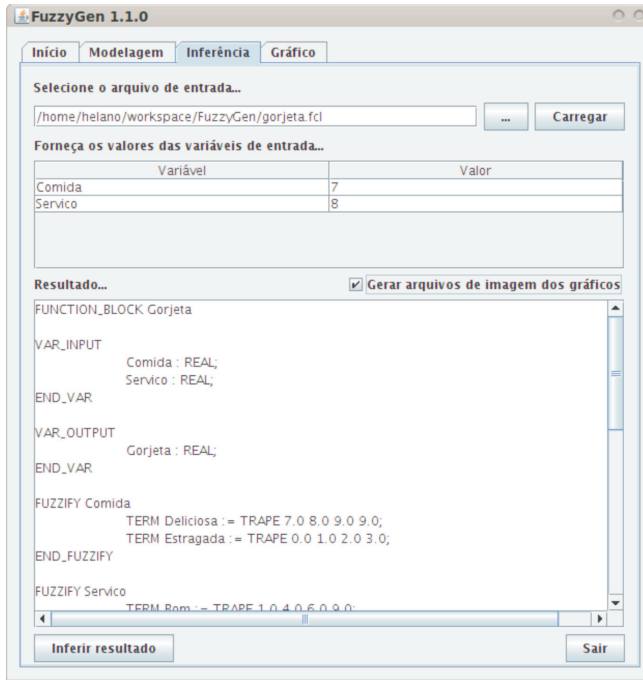 FuzzyGen 1.1.0
Início Modelagem Inferência Gráfico
Selecione o arquivo de entrada...
/home/helano/workspace/FuzzyGen/gorjeta.fcl ... Carregar
Forneça os valores das variáveis de entrada...
Variável Valor
Comida 7
Servico 8
Resultado... Gerar arquivos de imagem dos gráficos
FUNCTION_BLOCK Gorjeta
VAR_INPUT
Comida : REAL;
Servico : REAL;
END_VAR
VAR_OUTPUT
Gorjeta : REAL;
END_VAR
FUZZIFY Comida
TERM Deliciosa := TRAPE 7.0 8.0 9.0 9.0;
TERM Estragada := TRAPE 0.0 1.0 2.0 3.0;
END_FUZZIFY
FUZZIFY Servico
TERM Bom := TRAPE 1.0 4.0 6.0 9.0;
Inferir resultado Sair